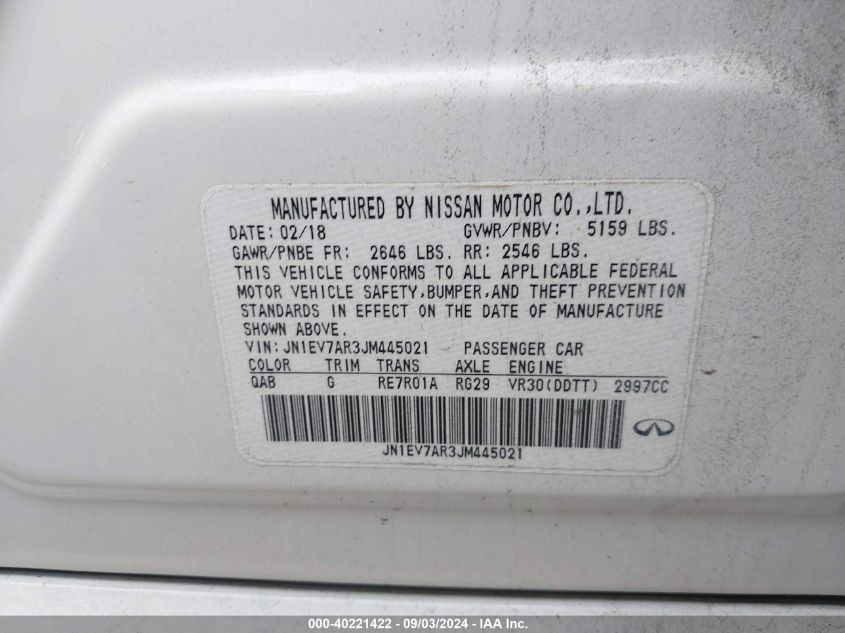 MANUFACTURED BY NISSAN MOTOR CO.,LTD.
DATE: 02/18 GVWR/PNBV: 5159 LBS.
GAWR/PNBE FR: 2646 LBS. RR: 2546 LBS.
THIS VEHICLE CONFORMS TO ALL APPLICABLE FEDERAL
MOTOR VEHICLE SAFETY,BUMPER,AND THEFT PREVENTION
STANDARDS IN EFFECT ON THE DATE OF MANUFACTURE
SHOWN ABOVE.
VIN:JN1EV7AR3JM445021 PASSENGER CAR
COLOR TRIM TRANS AXLE ENGINE
QAB G RE7R01A RG29 VR30(DDTT) 2997CC
JN1EV7AR3JM445021
000-40221422 - 09/03/2024 - IAA Inc.